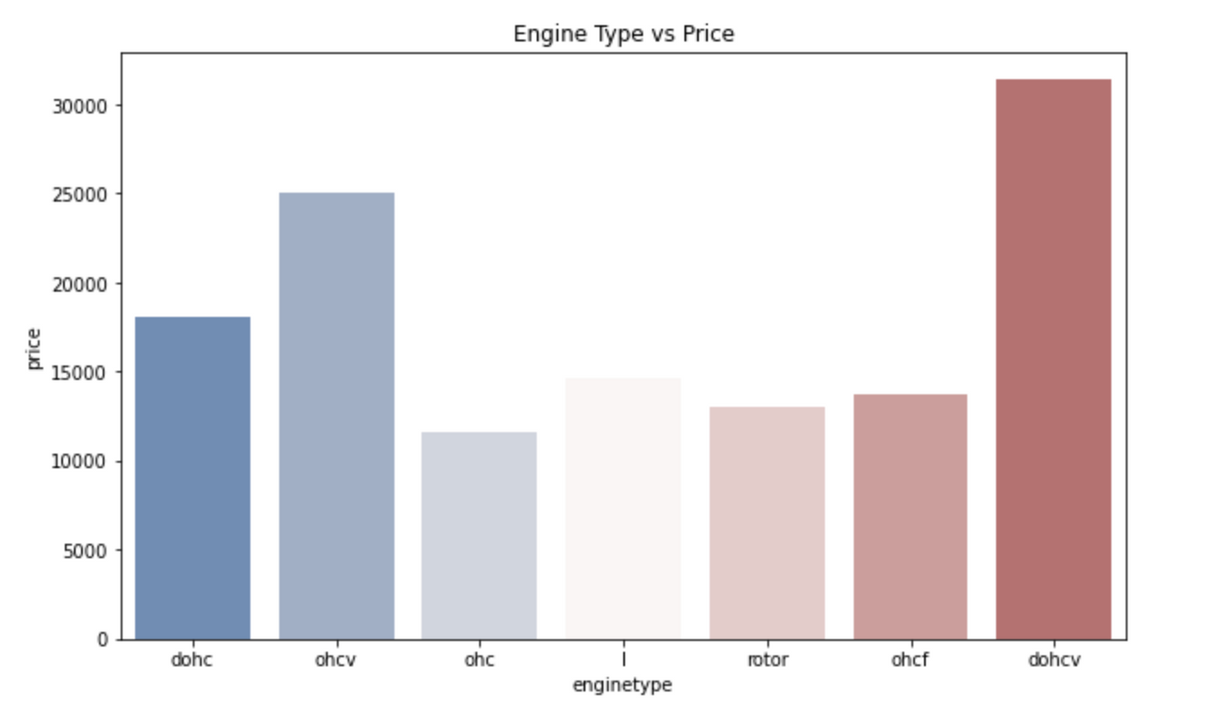 Engine Type vs Price
price
30000
25000
20000
15000
10000
5000
0
dohc ohcv ohc l rotor ohcf dohcv
enginetype